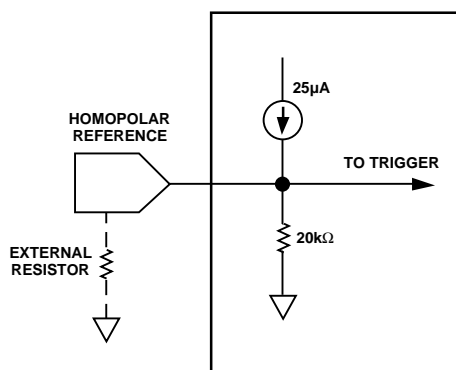 25µA
HOMOPOLAR
REFERENCE
TO TRIGGER
20kΩ
EXTERNAL
RESISTOR